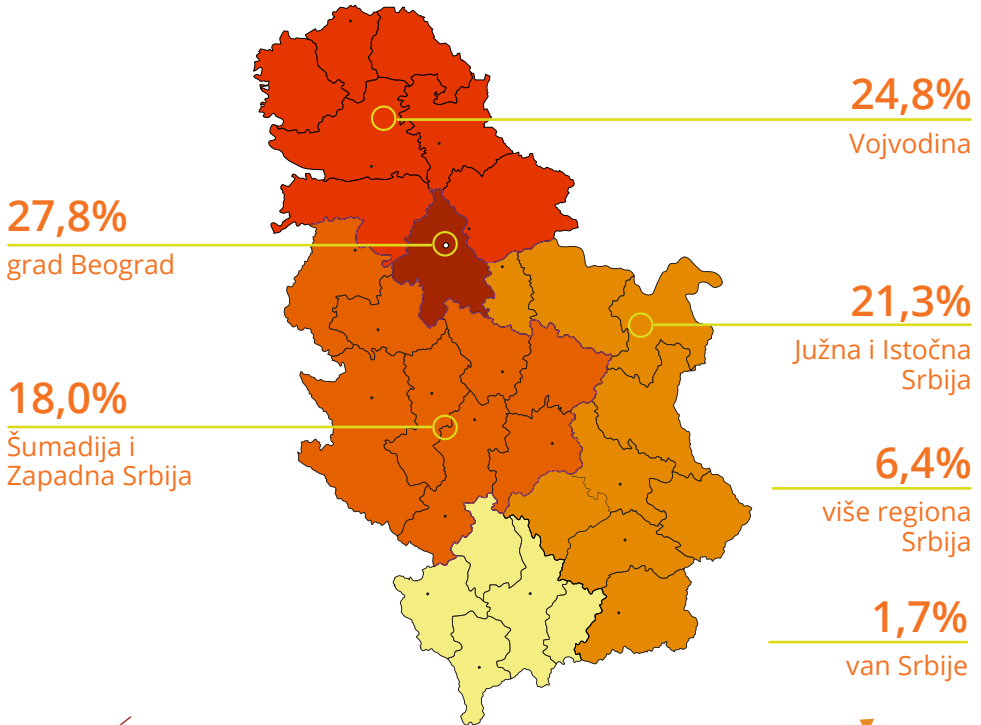 24,8%
Vojvodina
27,8%
grad Beograd
21,3%
Južna i Istočna
Srbija
18,0%
Šumadija i
Zapadna Srbija
6,4%
više regiona
Srbija
1,7%
van Srbije